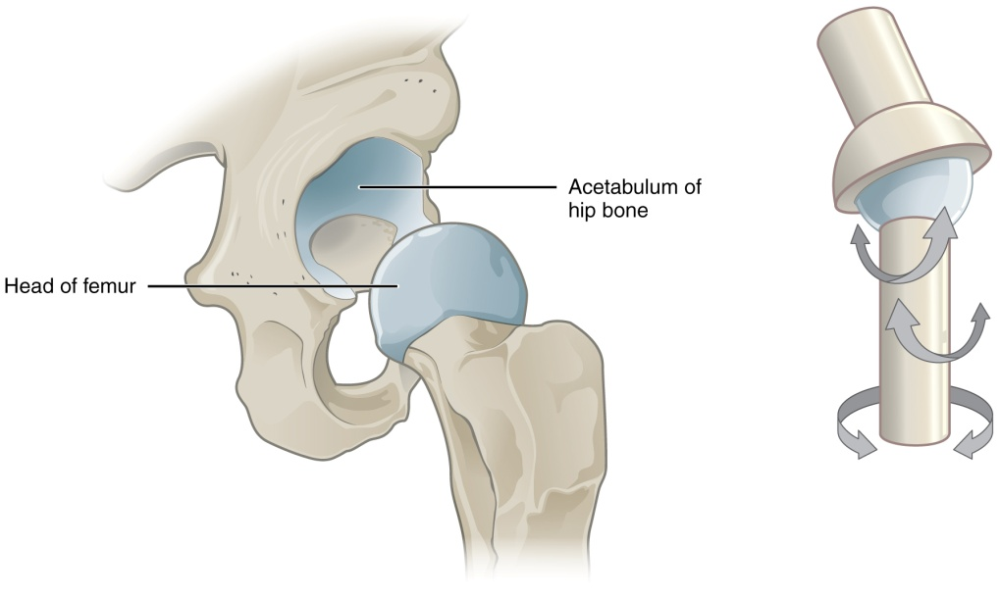 Acetabulum of
hip bone
Head of femur